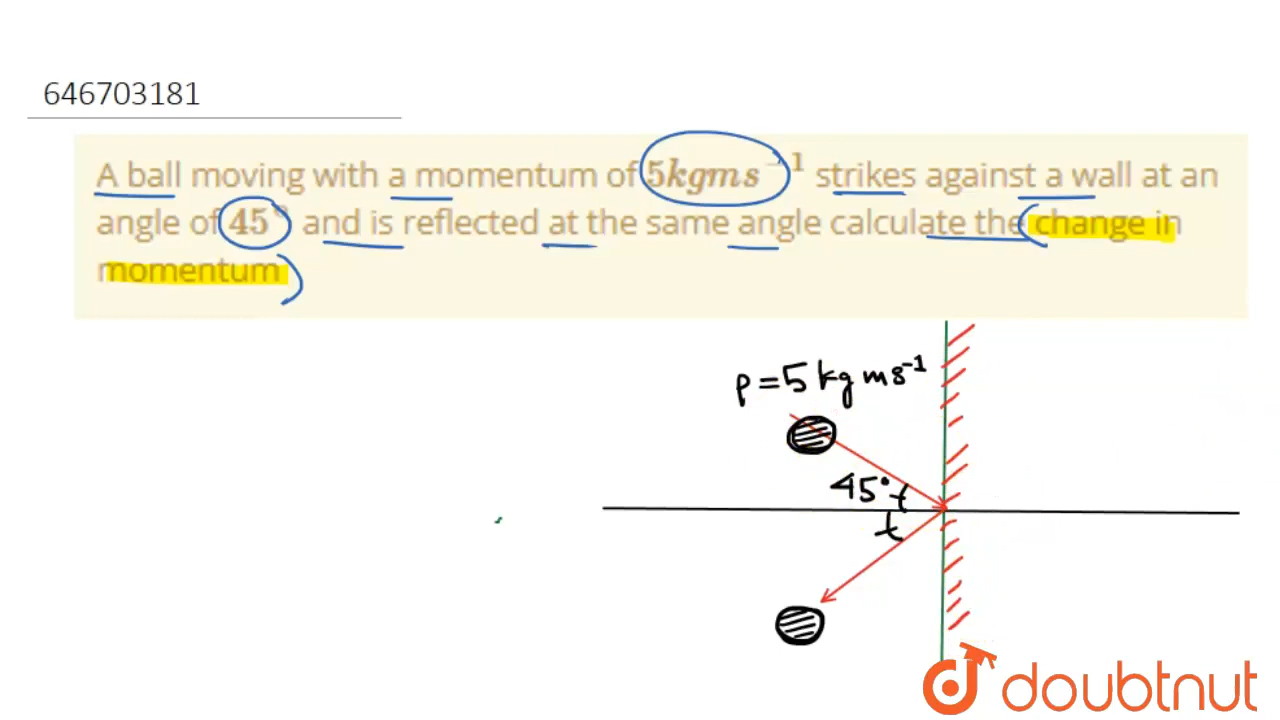 646703181
A ball moving with a momentum of 5kgms⁻¹ strikes against a wall at an
angle of 45° and is reflected at the same angle calculate the change in
momentum
p=5 kg ms⁻¹
45°
doubtnut